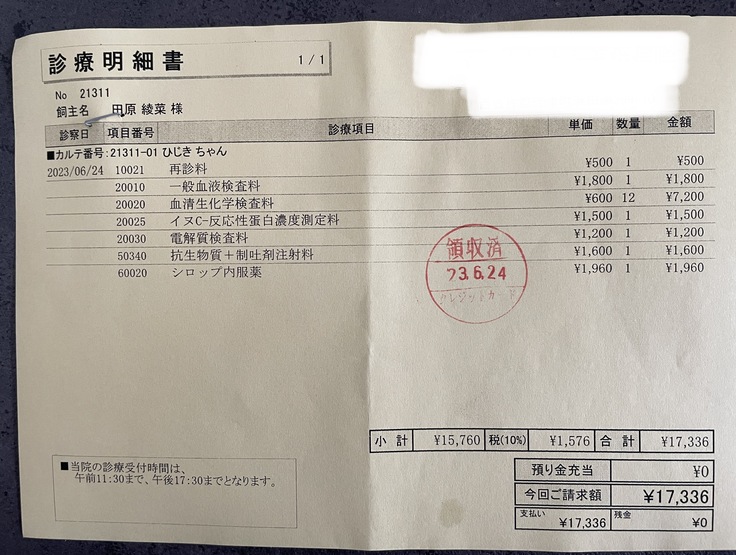 診療明細書 1/1
No 21311
飼主名 田原 綾菜 様
診察日 項目番号 診療項目 単価 数量 金額
■カルテ番号:21311-01 ひじき ちゃん
2023/06/24 10021 再診料 ¥500 1 ¥500
20010 一般血液検査料 ¥1,800 1 ¥1,800
20020 血清生化学検査料 ¥600 12 ¥7,200
20025 イヌC-反応性蛋白濃度測定料 ¥1,500 1 ¥1,500
20030 電解質検査料 ¥1,200 1 ¥1,200
50340 抗生物質+制吐剤注射料 ¥1,600 1 ¥1,600
60020 シロップ内服薬 ¥1,960 1 ¥1,960
領収済
23.6.24
クレジットカード
小計 ¥15,760 税(10%) ¥1,576 合計 ¥17,336
預り金充当 ¥0
今回ご請求額 ¥17,336
支払い ¥17,336 残金 ¥0
■当院の診療受付時間は、
午前11:30まで、午後17:30までとなります。